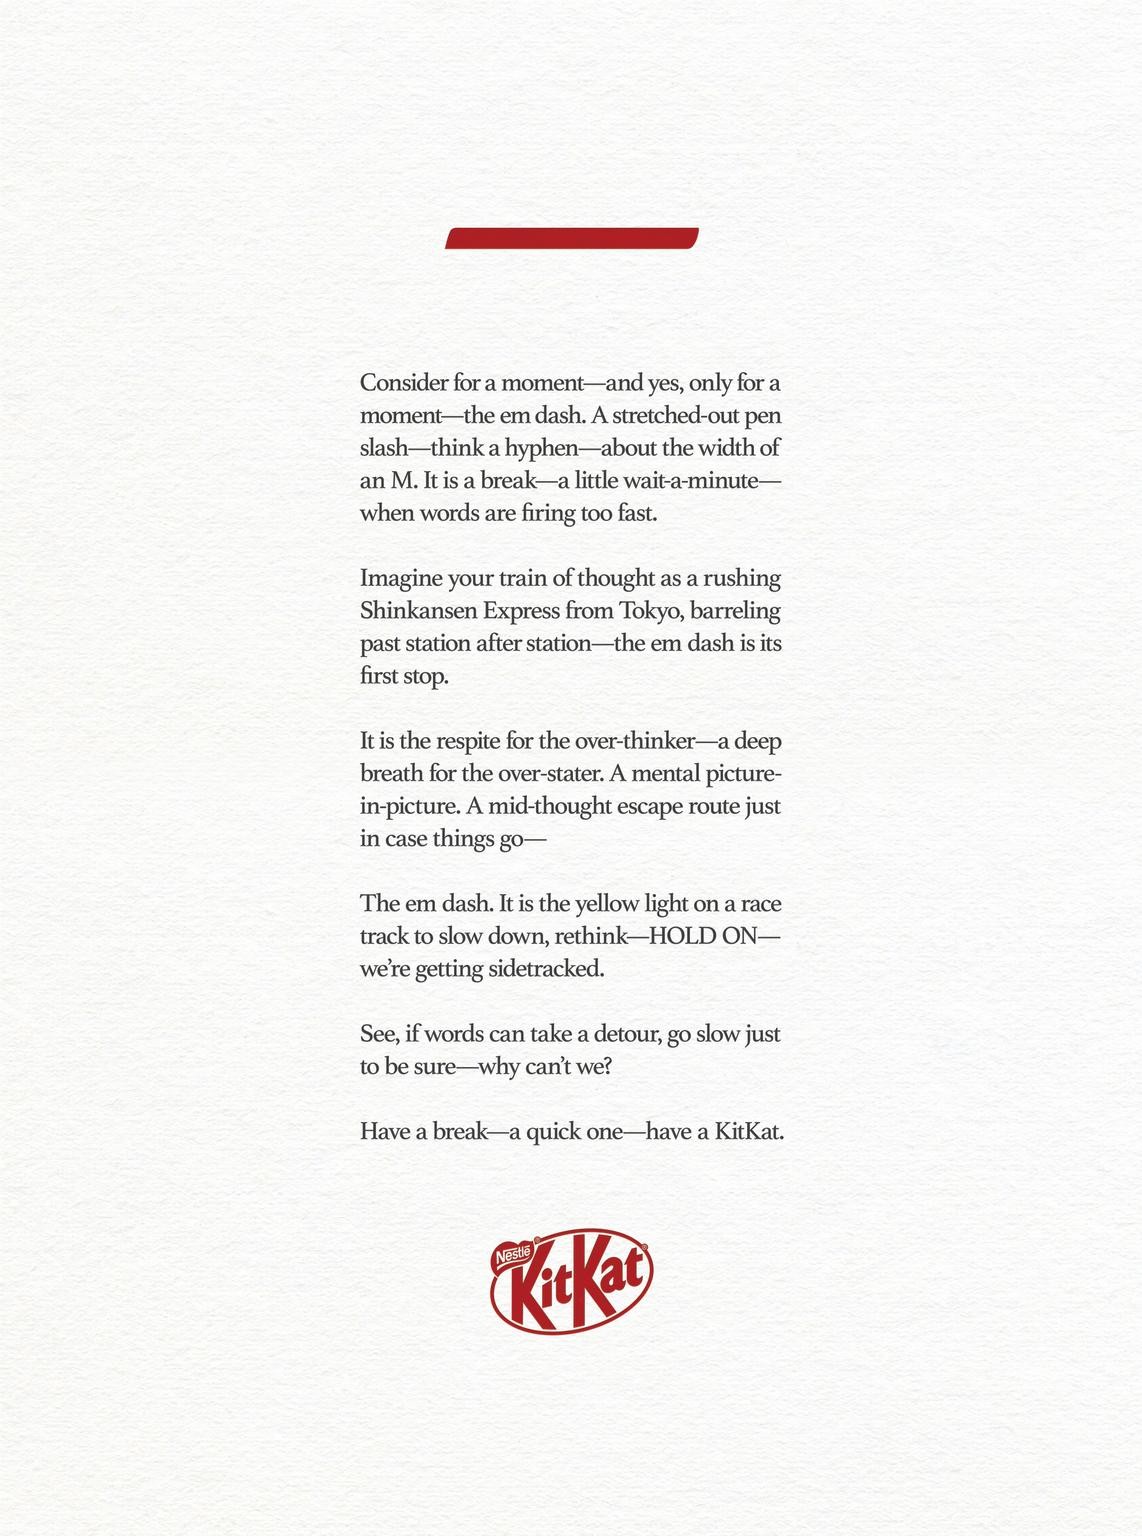 Consider for a moment—and yes, only for a
moment—the em dash. A stretched-out pen
slash—think a hyphen—about the width of
an M. It is a break—a little wait-a-minute—
when words are firing too fast.
Imagine your train of thought as a rushing
Shinkansen Express from Tokyo, barreling
past station after station—the em dash is its
first stop.
It is the respite for the over-thinker—a deep
breath for the over-stater. A mental picture-
in-picture. A mid-thought escape route just
in case things go—
The em dash. It is the yellow light on a race
track to slow down, rethink—HOLD ON—
we’re getting sidetracked.
See, if words can take a detour, go slow just
to be sure—why can’t we?
Have a break—a quick one—have a KitKat.
Nestlé
KitKat